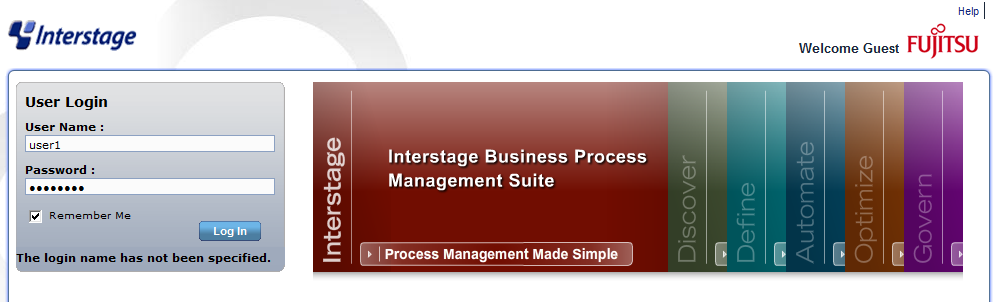 Help
Interstage
Welcome Guest FUJITSU
User Login
User Name :
user1
Password :
••••••••
Remember Me
Log In
The login name has not been specified.
Interstage
Interstage Business Process
Management Suite
Process Management Made Simple
Discover
Define
Automate
Optimize
Govern